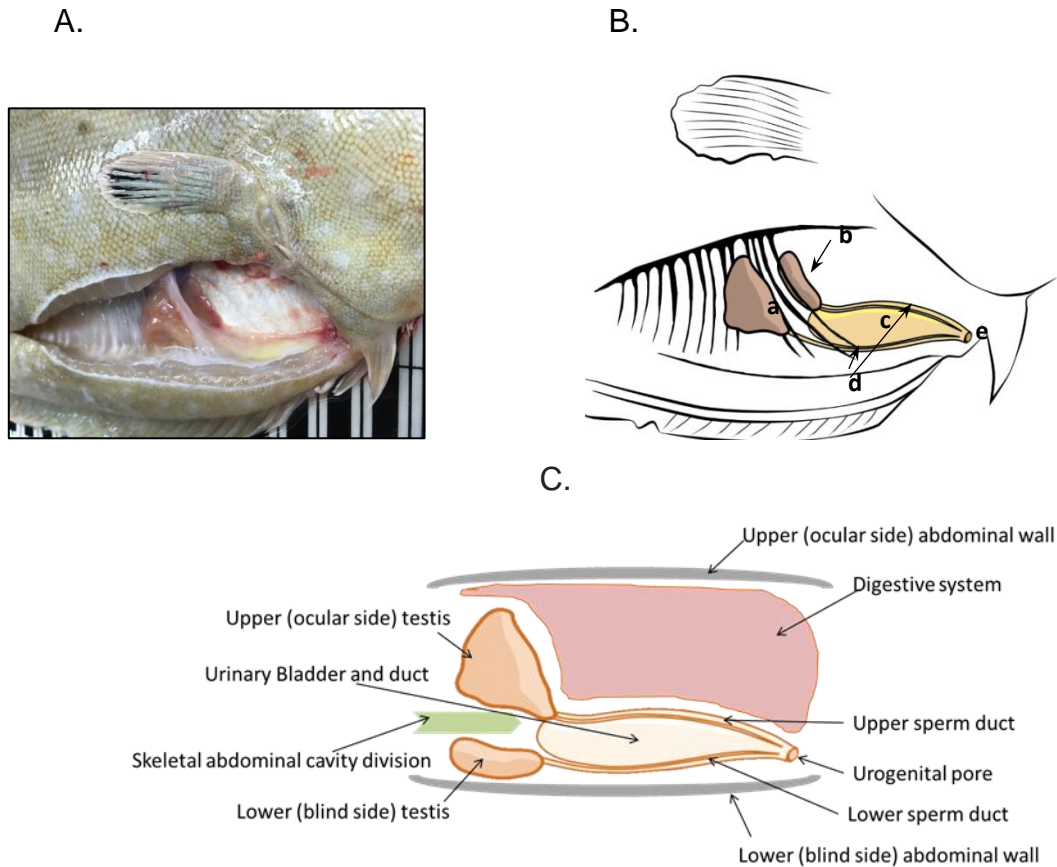 A.
B.
b
a
c
e
d
C.
Upper (ocular side) abdominal wall
Digestive system
Upper (ocular side) testis
Urinary Bladder and duct
Upper sperm duct
Skeletal abdominal cavity division
Urogenital pore
Lower (blind side) testis
Lower sperm duct
Lower (blind side) abdominal wall